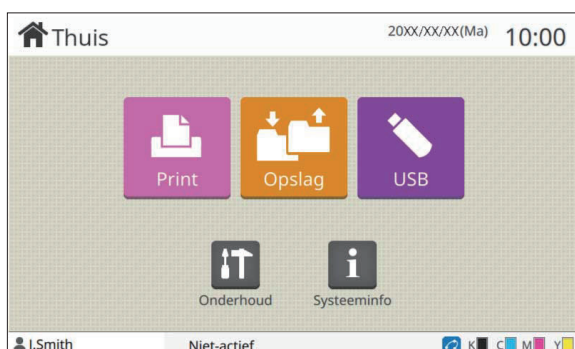 Thuis 20XX/XX/XX(Ma) 10:00
Print Opslag USB
Onderhoud Systeeminfo
J.Smith Niet-actief K C M Y